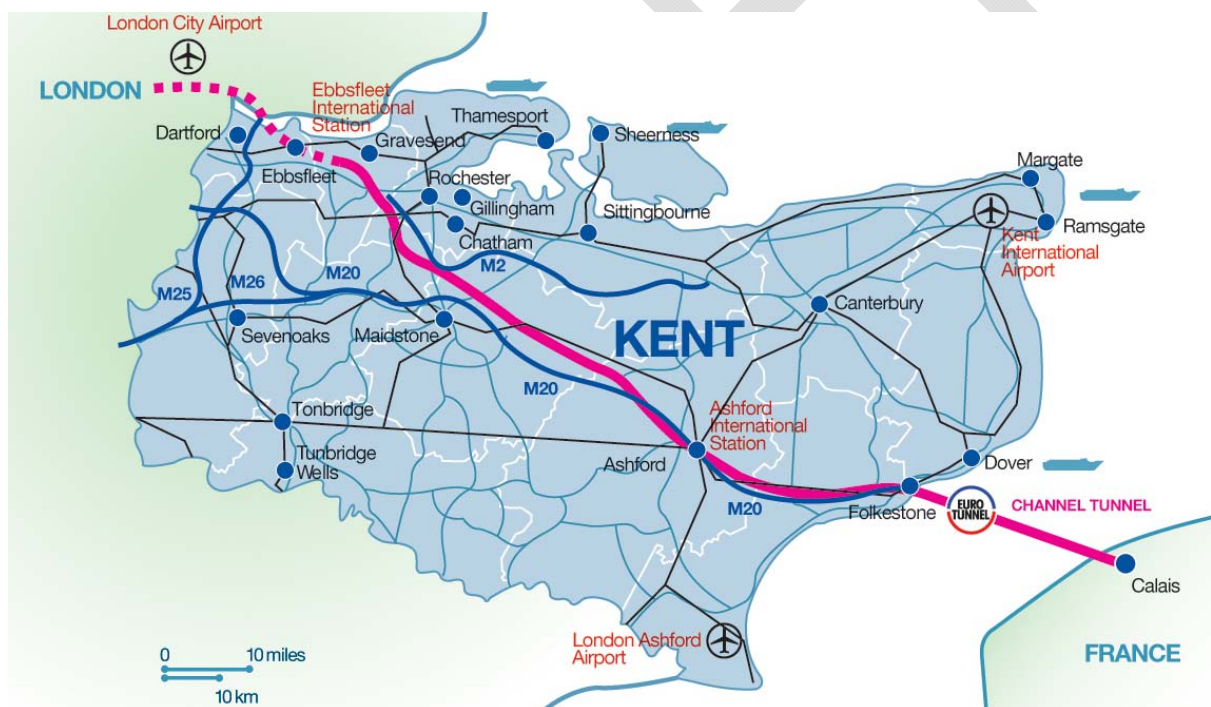 London City Airport
LONDON
Ebbsfleet
International
Station
Dartford
Ebbsfleet
Gravesend
Thamesport
Sheerness
Rochester
Gillingham
Chatham
Sittingbourne
Margate
Ramsgate
Kent
International
Airport
M25
M26
M20
M2
Sevenoaks
Maidstone
KENT
Canterbury
M20
Tonbridge
Tunbridge
Wells
Ashford
International
Station
Ashford
Dover
M20
Folkestone
EURO
TUNNEL
CHANNEL TUNNEL
Calais
London Ashford
Airport
FRANCE
0 10 miles
10 km